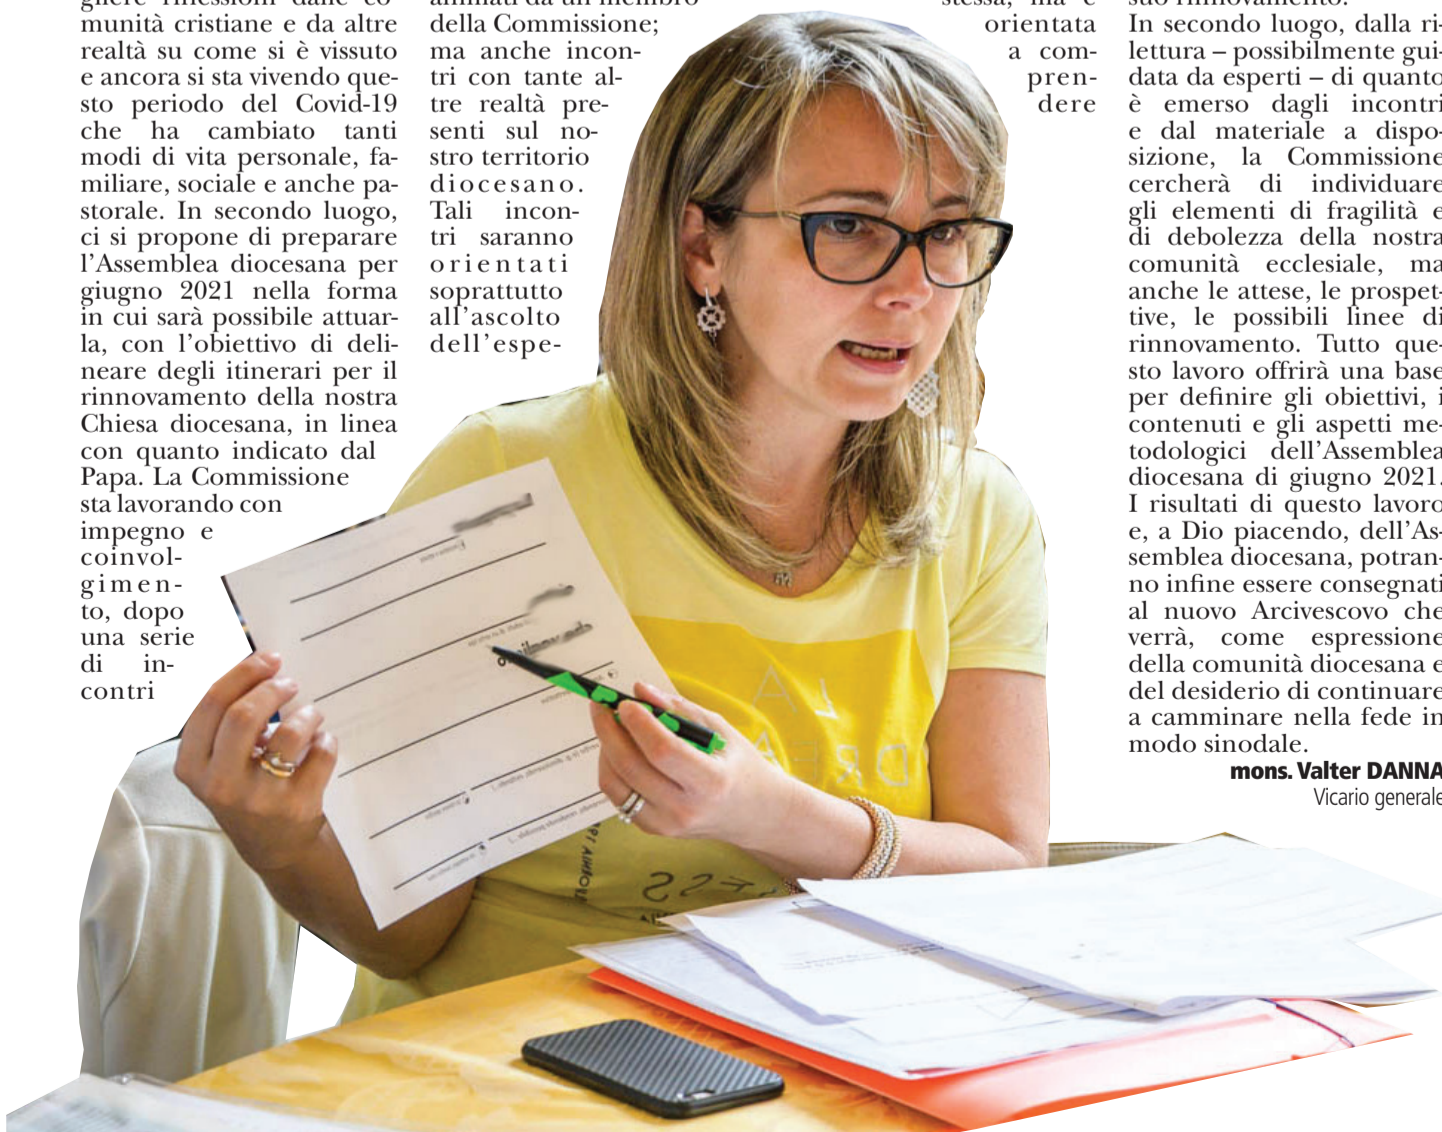 munità cristiane e da altre
realtà su come si è vissuto
e ancora si sta vivendo que-
sto periodo del Covid-19
che ha cambiato tanti
modi di vita personale, fa-
miliare, sociale e anche pa-
storale. In secondo luogo,
ci si propone di preparare
l'Assemblea diocesana per
giugno 2021 nella forma
in cui sarà possibile attuar-
la, con l'obiettivo di deli-
neare degli itinerari per il
rinnovamento della nostra
Chiesa diocesana, in linea
con quanto indicato dal
Papa. La Commissione
sta lavorando con
impegno e
coinvol-
gimen-
to, dopo
una serie
di in-
contri
animati da un membro
della Commissione;
ma anche incon-
tri con tante al-
tre realtà pre-
senti sul no-
stro territorio
diocesano.
Tali incon-
tri saranno
orientati
soprattutto
all'ascolto
dell'espe-
stessa, ma è
orientata
a com-
pren-
dere
suo rinnovamento.
In secondo luogo, dalla ri-
lettura – possibilmente gui-
data da esperti – di quanto
è emerso dagli incontri
e dal materiale a dispo-
sizione, la Commissione
cercherà di individuare
gli elementi di fragilità e
di debolezza della nostra
comunità ecclesiale, ma
anche le attese, le prospet-
tive, le possibili linee di
rinnovamento. Tutto que-
sto lavoro offrirà una base
per definire gli obiettivi, i
contenuti e gli aspetti me-
todologici dell'Assemblea
diocesana di giugno 2021.
I risultati di questo lavoro
e, a Dio piacendo, dell'As-
semblea diocesana, potran-
no infine essere consegnati
al nuovo Arcivescovo che
verrà, come espressione
della comunità diocesana e
del desiderio di continuare
a camminare nella fede in
modo sinodale.
mons. Valter DANNA
Vicario generale